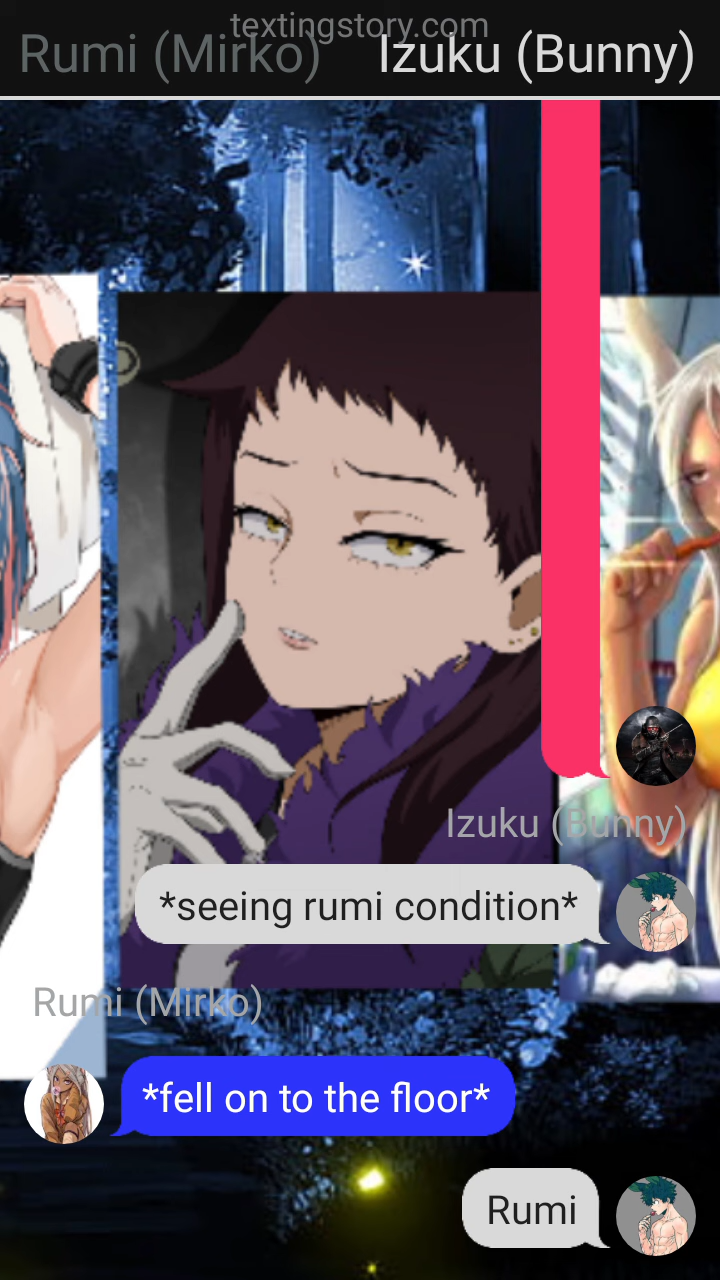 textingstory.com
Rumi (Mirko)
Izuku (Bunny)
Izuku (Bunny)
*seeing rumi condition*
Rumi (Mirko)
*fell on to the floor*
Rumi